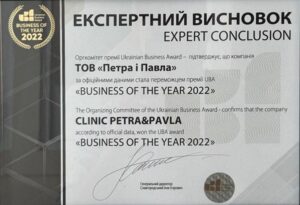 BUSINESS OF
THE YEAR
2022
ЕКСПЕРТНИЙ ВИСНОВОК
EXPERT CONCLUSION
Оргкомітет премії Ukrainian Business Award – підтверджує, що компанія
ТОВ «Петра і Павла»
за офіційними даними стала переможцем премії UBA
«BUSINESS OF THE YEAR 2022»
The Organizing Committee of the Ukrainian Business Award - confirms that the company
CLINIC PETRA&PAVLA
according to official data, won the UBA award
«BUSINESS OF THE YEAR 2022»
Генеральний директор